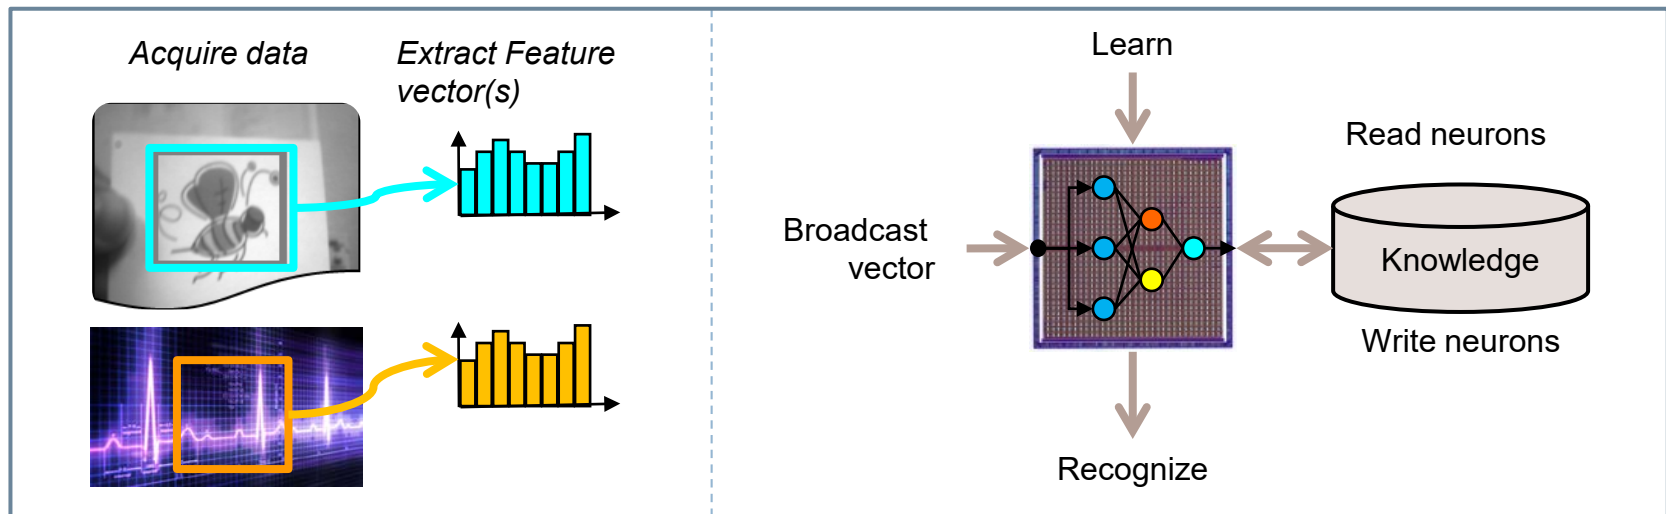 Acquire data
Extract Feature
vector(s)
Learn
Read neurons
Broadcast
vector
Knowledge
Write neurons
Recognize